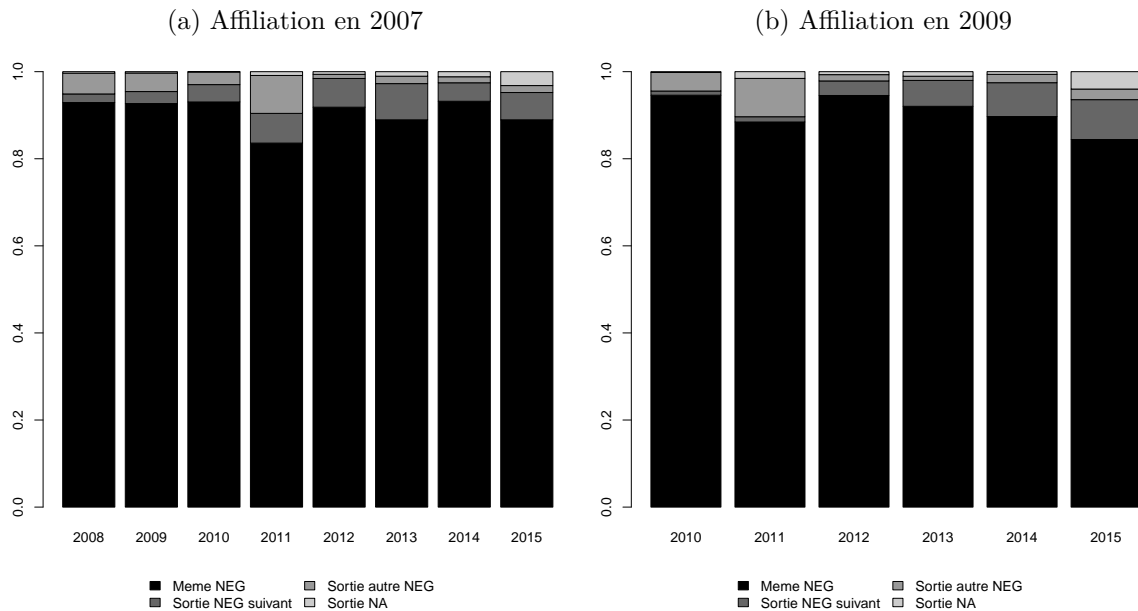 (a) Affiliation en 2007
1.0
0.8
0.6
0.4
0.2
0.0
2008 2009 2010 2011 2012 2013 2014 2015
Meme NEG Sortie autre NEG
Sortie NEG suivant Sortie NA
(b) Affiliation en 2009
1.0
0.8
0.6
0.4
0.2
0.0
2010 2011 2012 2013 2014 2015
Meme NEG Sortie autre NEG
Sortie NEG suivant Sortie NA